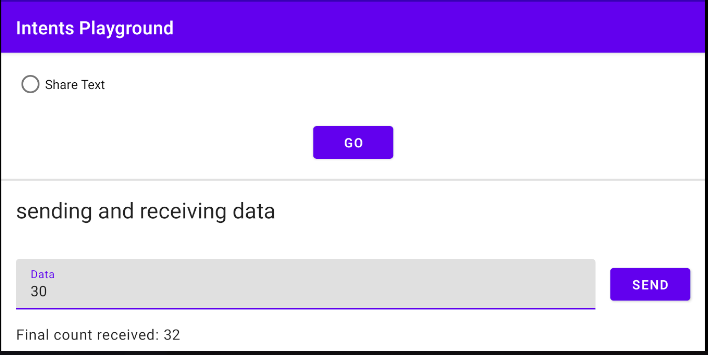 Intents Playground
Share Text
GO
sending and receiving data
Data
30
SEND
Final count received: 32